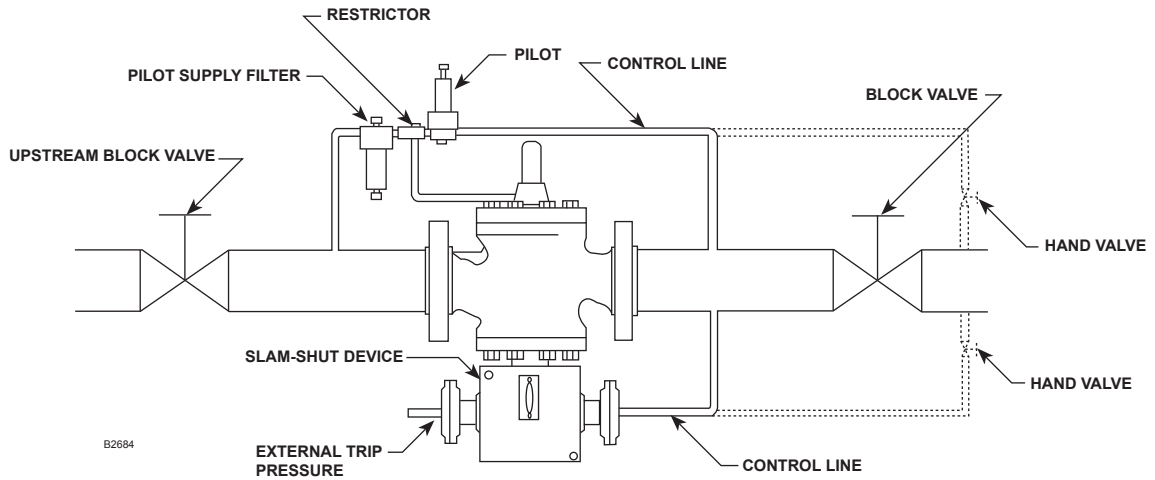 RESTRICTOR
PILOT
PILOT SUPPLY FILTER
CONTROL LINE
BLOCK VALVE
UPSTREAM BLOCK VALVE
HAND VALVE
SLAM-SHUT DEVICE
HAND VALVE
B2684
EXTERNAL TRIP
PRESSURE
CONTROL LINE